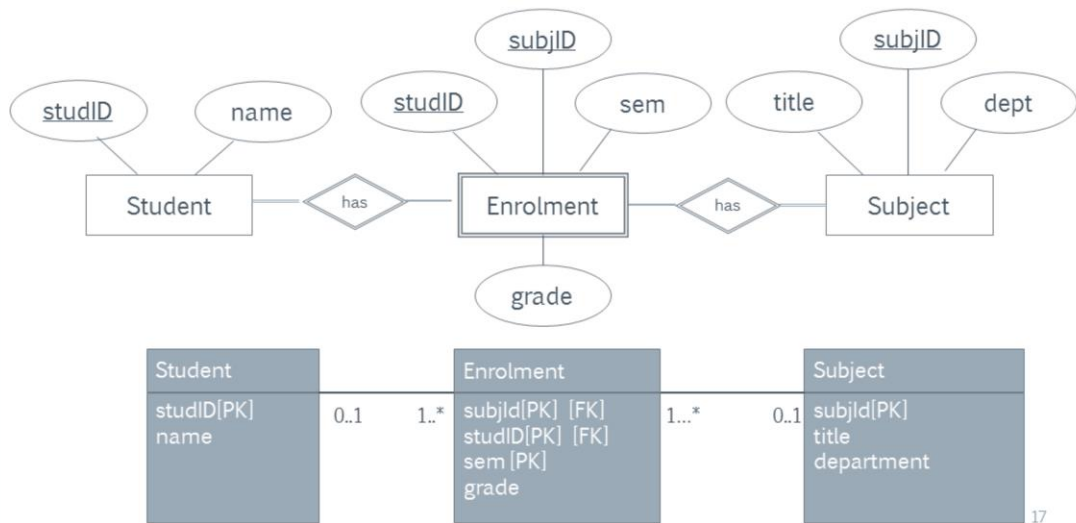 subjID
subjID
studID
name
studID
sem
title
dept
Student
has
Enrolment
has
Subject
grade
Student
studID[PK]
name
0..1
1..*
Enrolment
subjId[PK] [FK]
studID[PK] [FK]
sem [PK]
grade
1...*
0..1
Subject
subjId[PK]
title
department
17